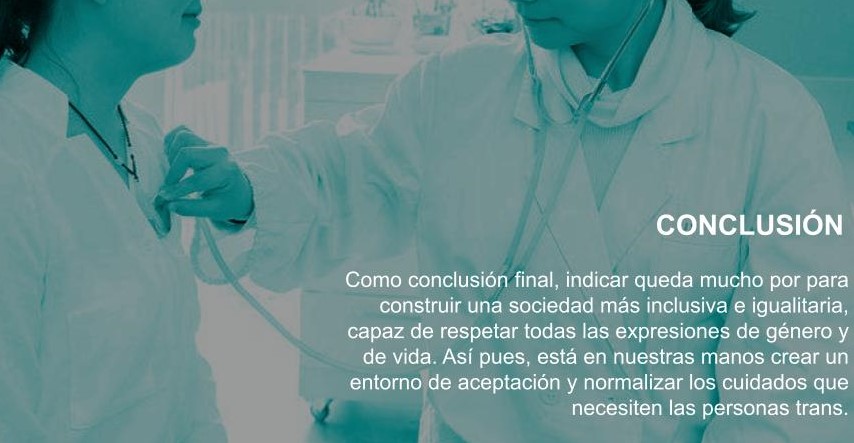 CONCLUSIÓN
Como conclusión final, indicar queda mucho por para
construir una sociedad más inclusiva e igualitaria,
capaz de respetar todas las expresiones de género y
de vida. Así pues, está en nuestras manos crear un
entorno de aceptación y normalizar los cuidados que
necesiten las personas trans.